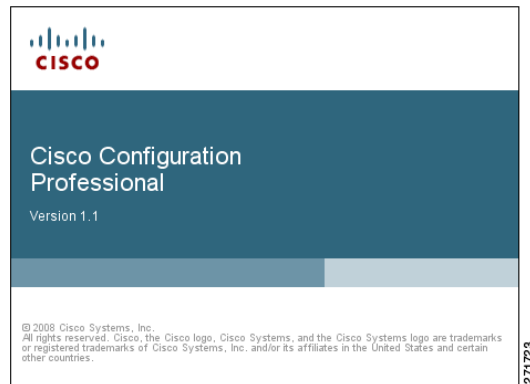 CISCO
Cisco Configuration
Professional
Version 1.1
© 2008 Cisco Systems, Inc.
All rights reserved. Cisco, the Cisco logo, Cisco Systems, and the Cisco Systems logo are trademarks
or registered trademarks of Cisco Systems, Inc. and/or its affiliates in the United States and certain
other countries.
271723